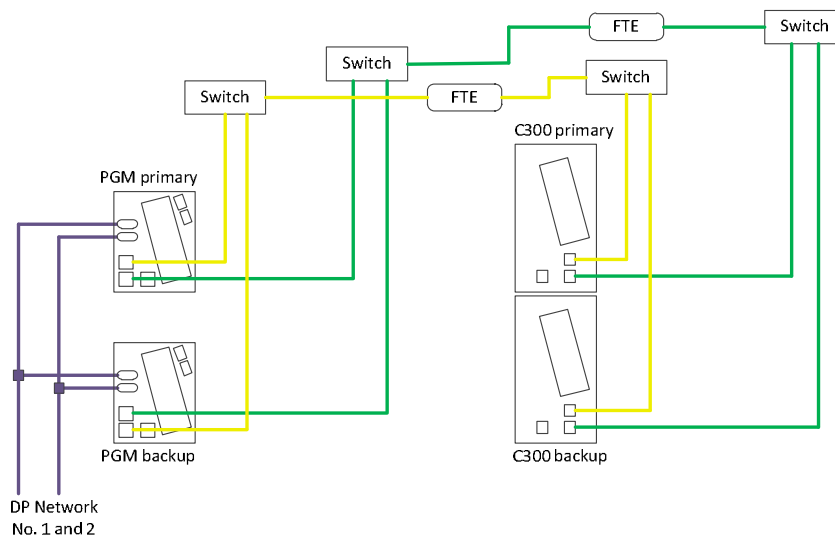 FTE
Switch
Switch
Switch
Switch
FTE
C300 primary
PGM primary
PGM backup
C300 backup
DP Network
No. 1 and 2